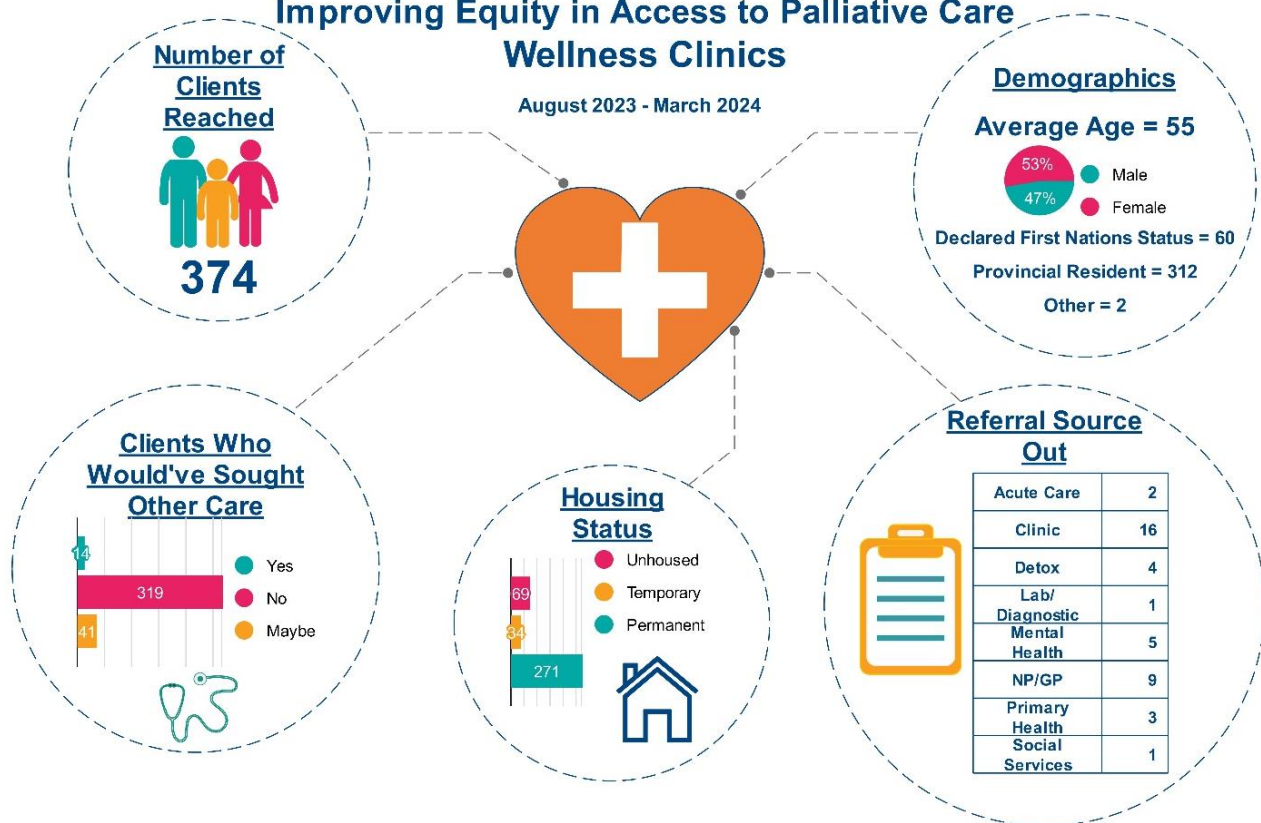 Improving Equity in Access to Palliative Care
Wellness Clinics
August 2023 - March 2024
Number of
Clients
Reached
374
Demographics
Average Age = 55
53%
47%
Male
Female
Declared First Nations Status = 60
Provincial Resident = 312
Other = 2
Clients Who
Would've Sought
Other Care
14
319
41
Yes
No
Maybe
Housing
Status
69
34
271
Unhoused
Temporary
Permanent
Referral Source
Out
Acute Care 2
Clinic 16
Detox 4
Lab/
Diagnostic 1
Mental
Health 5
NP/GP 9
Primary
Health 3
Social
Services 1